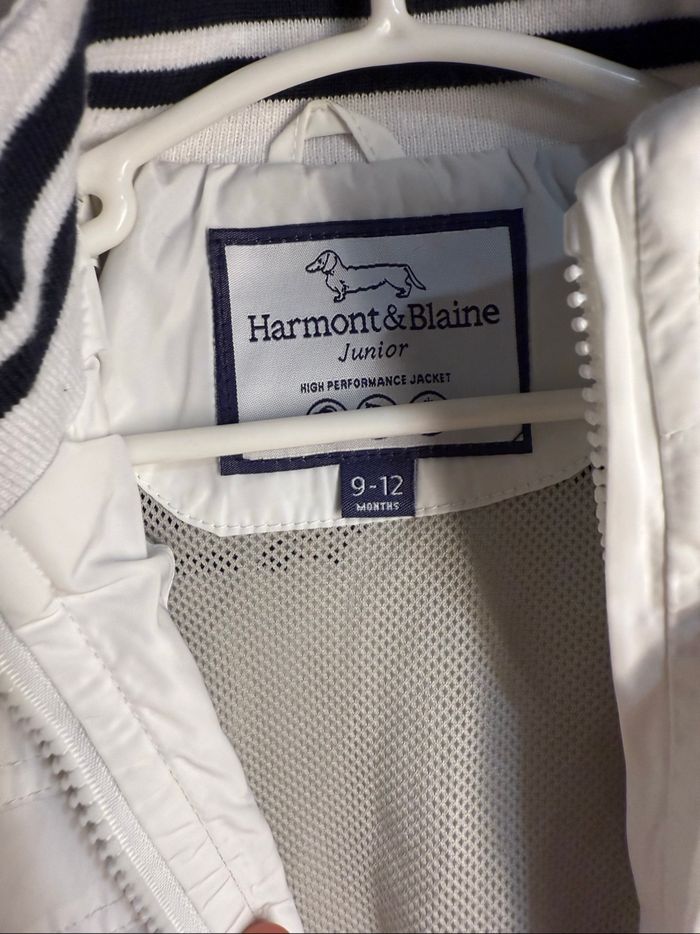 Harmont&Blaine
Junior
HIGH PERFORMANCE JACKET
9-12
MONTHS